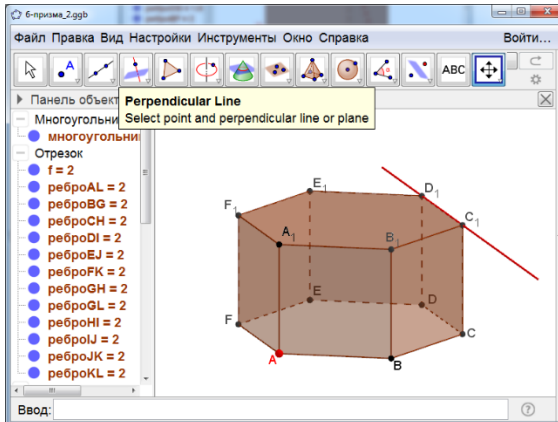 6-призма_2.ggb
Файл Правка Вид Настройки Инструменты Окно Справка Войти...
A ABC
Панель объект
Perpendicular Line
Select point and perpendicular line or plane
Многоугольни
многоугольни
Отрезок
f = 2
реброAL = 2
реброBG = 2
реброCH = 2
реброDI = 2
реброEJ = 2
реброFK = 2
реброGH = 2
реброGL = 2
реброHI = 2
реброIJ = 2
реброJK = 2
реброKL = 2
E1
D1
F1
C1
A1
B1
E
D
F
C
A
B
Ввод: